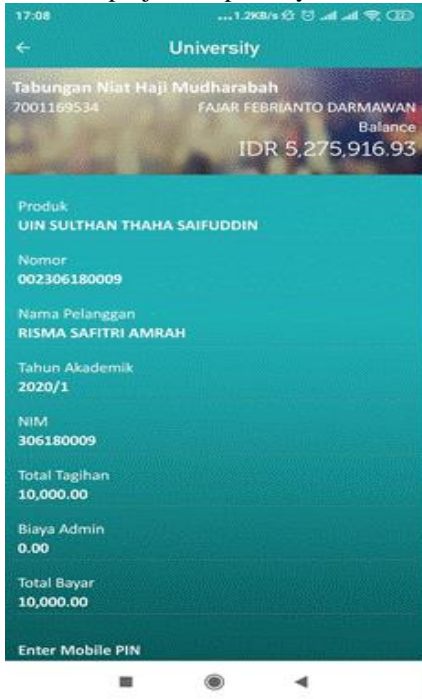 17:08
...1.2KB/s
University
Tabungan Niat Haji Mudharabah
7001169534 FAJAR FEBRIANTO DARMAWAN
Balance
IDR 5,275,916.93
Produk
UIN SULTHAN THAHA SAIFUDDIN
Nomor
002306180009
Nama Pelanggan
RISMA SAFITRI AMRAH
Tahun Akademik
2020/1
NIM
306180009
Total Tagihan
10,000.00
Biaya Admin
0.00
Total Bayar
10,000.00
Enter Mobile PIN